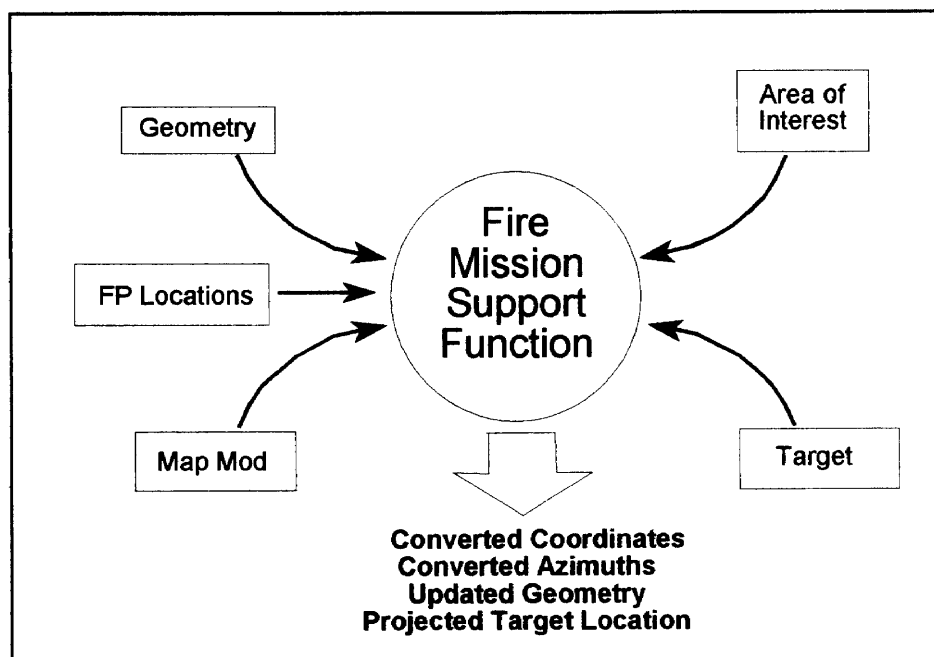 Geometry
Area of
Interest
FP Locations
Fire
Mission
Support
Function
Map Mod
Target
Converted Coordinates
Converted Azimuths
Updated Geometry
Projected Target Location